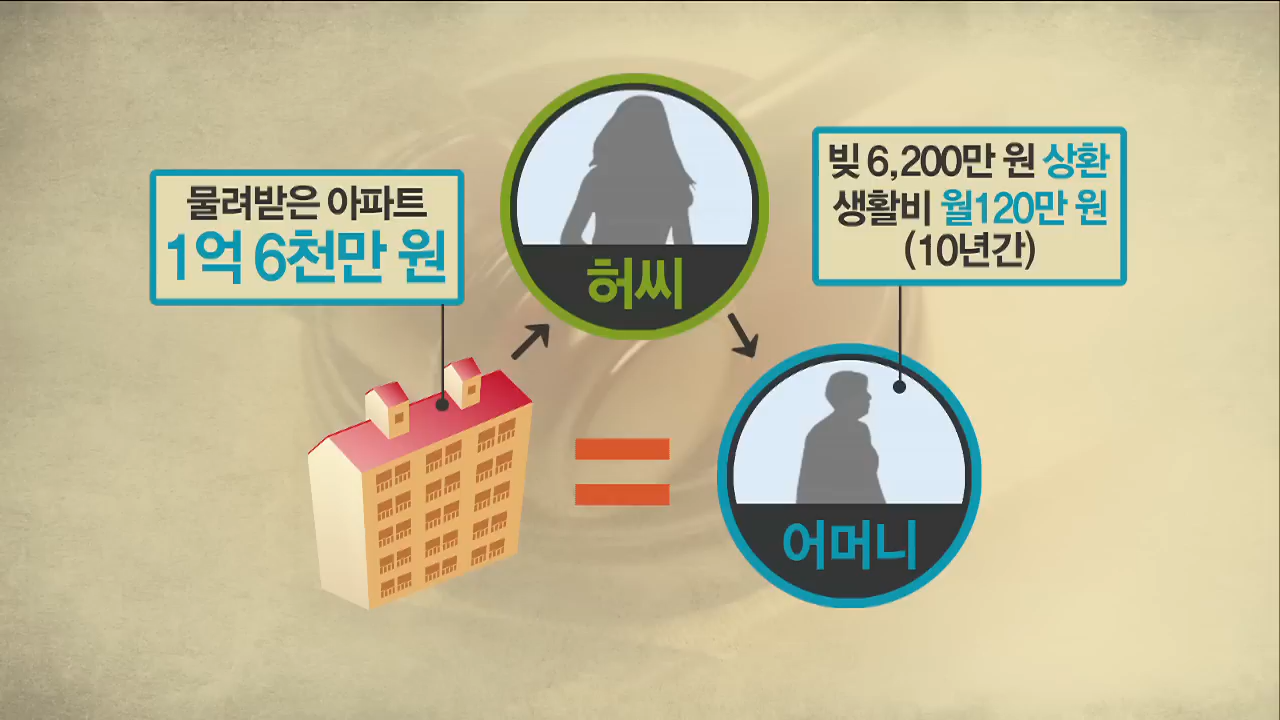 물려받은 아파트
1억 6천만 원
허씨
빚 6,200만 원 상환
생활비 월120만 원
(10년간)
어머니